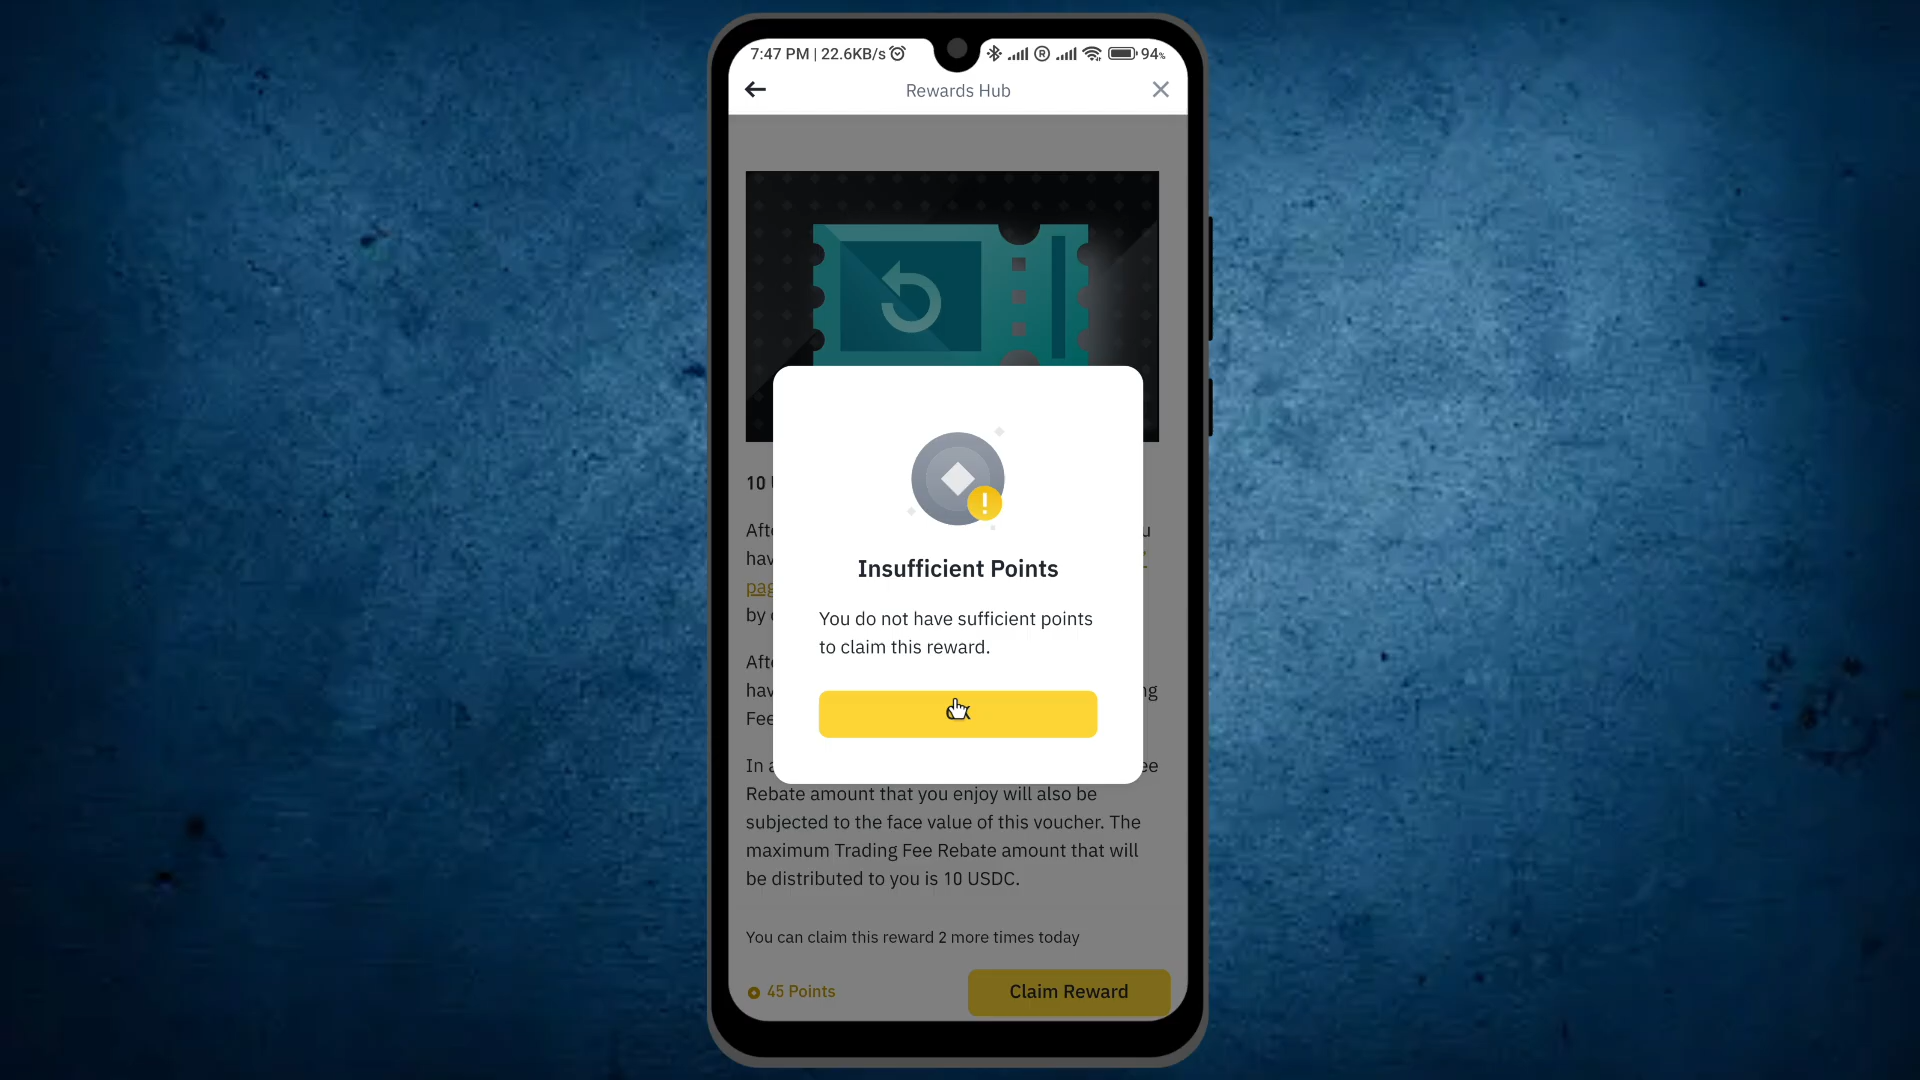 7:47 PM | 22.6KB/s
94%
Rewards Hub
10
Insufficient Points
You do not have sufficient points
to claim this reward.
by
In
Rebate amount that you enjoy will also be
subjected to the face value of this voucher. The
maximum Trading Fee Rebate amount that will
be distributed to you is 10 USDC.
You can claim this reward 2 more times today
45 Points
Claim Reward